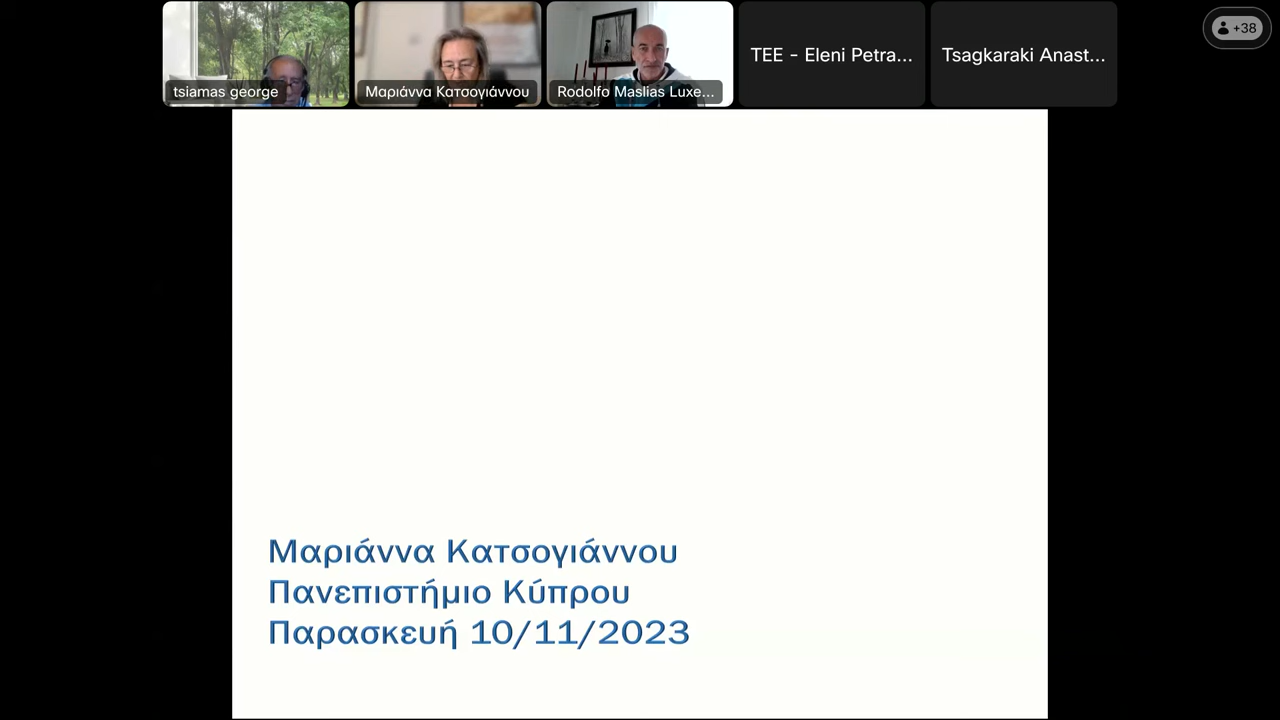 tsiamas george
Μαριάννα Κατσογιάννου
Rodolfo Maslias Luxe...
TEE - Eleni Petra...
Tsagkaraki Anast...
+38
Μαριάννα Κατσογιάννου
Πανεπιστήμιο Κύπρου
Παρασκευή 10/11/2023